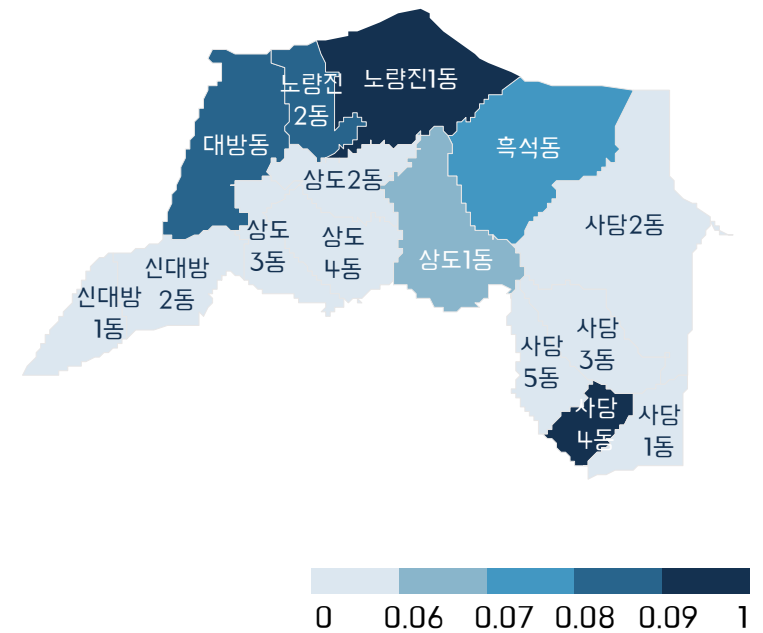 노량진1동
노량진
2동
대방동
흑석동
상도2동
사당2동
상도
3동
상도
4동
상도1동
신대방
2동
신대방
1동
사당
3동
사당
5동
사당
4동
사당
1동
0 0.06 0.07 0.08 0.09 1